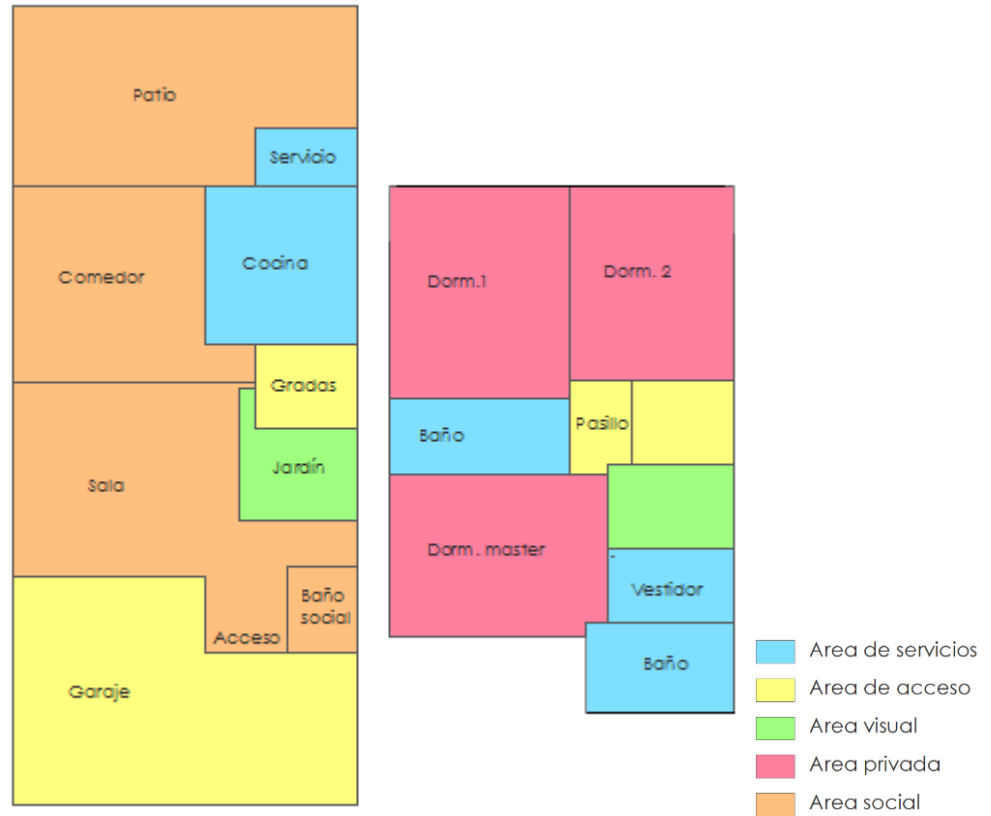 Patio
Servicio
Comedor
Cocina
Gradas
Jardín
Sala
Baño
social
Acceso
Garaje
Dorm.1
Dorm. 2
Pasillo
Baño
Dorm. master
Vestidor
Baño
Area de servicios
Area de acceso
Area visual
Area privada
Area social